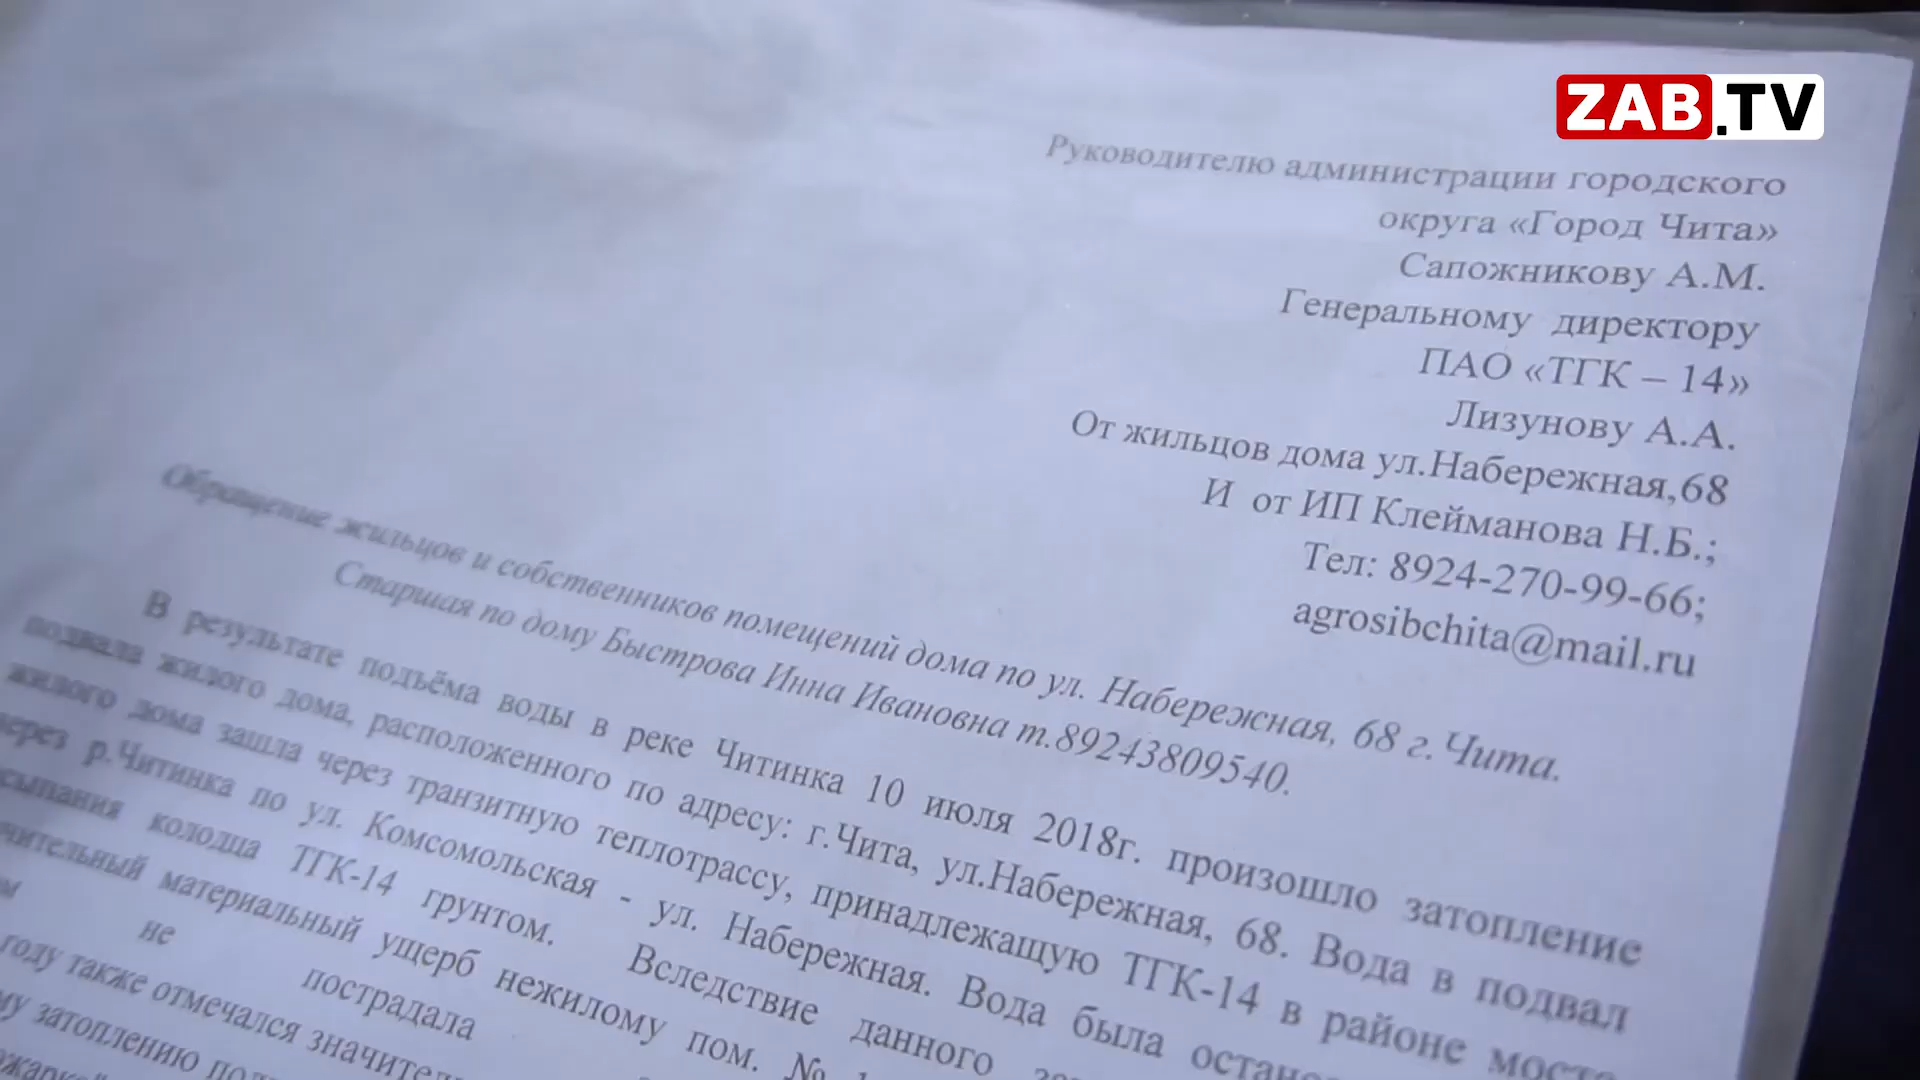 ZAB.TV
Руководителю администрации городского
округа «Город Чита»
Сапожникову А.М.
Генеральному директору
ПАО «ТГК – 14»
Лизунову А.А.
От жильцов дома ул.Набережная,68
И от ИП Клейманова Н.Б.;
Тел: 8924-270-99-66;
agrosibchita@mail.ru
Обращение жильцов и собственников помещений дома по ул. Набережная, 68 г. Чита.
Старшая по дому Быстрова Инна Ивановна т.89243809540.
В результате подъёма воды в реке Читинка 10 июля 2018г. произошло затопление
подвала жилого дома, расположенного по адресу: г.Чита, ул.Набережная, 68. Вода в подвал
жилого дома зашла через транзитную теплотрассу, принадлежащую ТГК-14 в районе моста
через р.Читинка по ул. Комсомольская - ул. Набережная. Вода была
колодца ТГК-14 грунтом. Вследствие данного
материальный ущерб нежилому пом. №
не пострадала
году также отмечался
затоплению